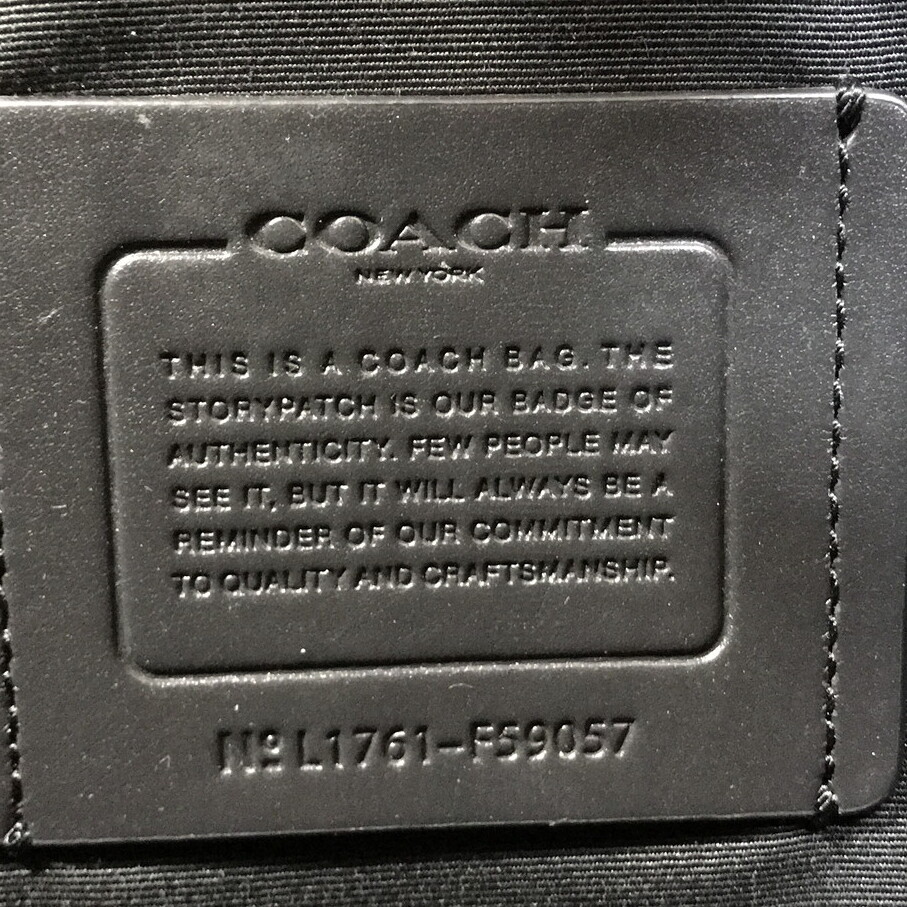 COACH
NEW YORK
THIS IS A COACH BAG. THE
STORYPATCH IS OUR BADGE OF
AUTHENTICITY. FEW PEOPLE MAY
SEE IT, BUT IT WILL ALWAYS BE A
REMINDER OF OUR COMMITMENT
TO QUALITY AND CRAFTSMANSHIP.
Nº L1761-F59057